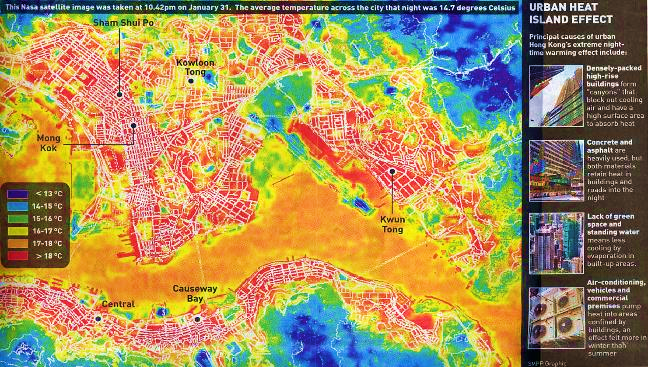 This Nasa satellite image was taken at 10.42pm on January 31. The average temperature across the city that night was 14.7 degrees Celsius
URBAN HEAT
ISLAND EFFECT
Principal causes of urban
Hong Kong's extreme night-
time warming effect include:
Densely-packed
high-rise
buildings form
"canyons" that
block out cooling
air and have a
high surface area
to absorb heat
Concrete and
asphalt are
heavily used, but
both materials
retain heat in
buildings and
roads into the
night
Lack of green
space and
standing water
means less
cooling by
evaporation in
built-up areas.
Air-conditioning,
vehicles and
commercial
premises pump
heat into areas
confined by
buildings, an
effect felt more in
winter than
summer
SMPP Graphic
Sham Shui Po
Kowloon
Tong
Mong
Kok
Kwun
Tong
Central
Causeway
Bay
< 13 °C
14-15 °C
15-16 °C
16-17 °C
17-18 °C
> 18 °C